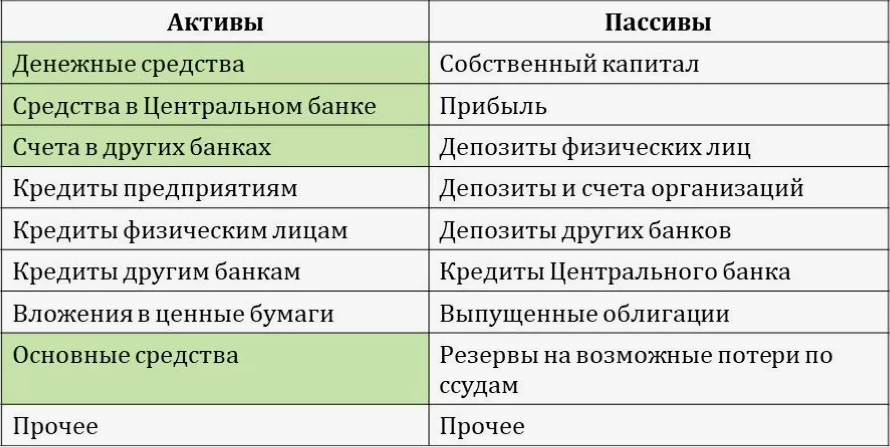 Активы Пассивы
Денежные средства Собственный капитал
Средства в Центральном банке Прибыль
Счета в других банках Депозиты физических лиц
Кредиты предприятиям Депозиты и счета организаций
Кредиты физическим лицам Депозиты других банков
Кредиты другим банкам Кредиты Центрального банка
Вложения в ценные бумаги Выпущенные облигации
Основные средства Резервы на возможные потери по
ссудам
Прочее Прочее